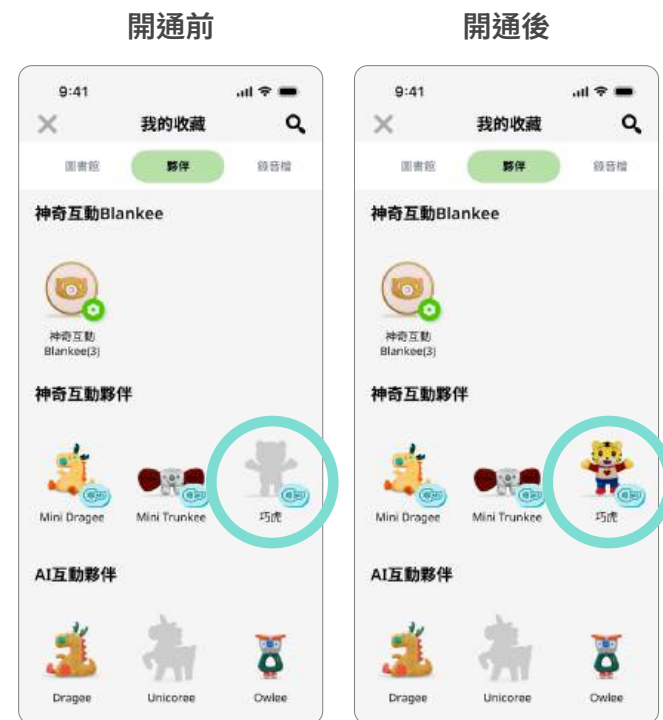 開通前
開通後
9:41
我的收藏
圖書館 夥伴 錄音檔
神奇互動Blankee
神奇互動
Blankee(3)
神奇互動夥伴
Mini Dragee Mini Trunkee 巧虎
AI互動夥伴
Dragee Unicoree Owlee
9:41
我的收藏
圖書館 夥伴 錄音檔
神奇互動Blankee
神奇互動
Blankee(3)
神奇互動夥伴
Mini Dragee Mini Trunkee 巧虎
AI互動夥伴
Dragee Unicoree Owlee